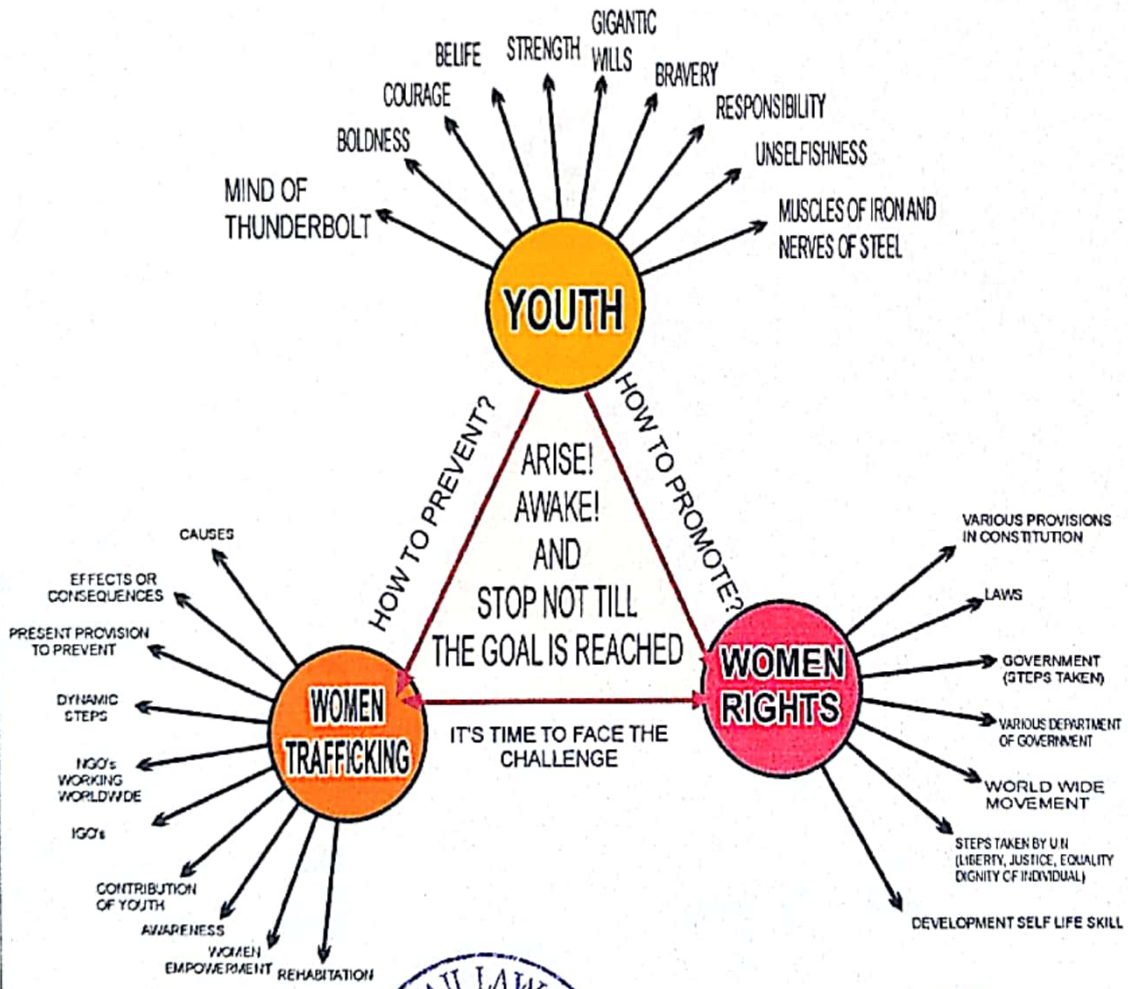 GIGANTIC
WILLS
STRENGTH
BELIFE
BRAVERY
COURAGE
RESPONSIBILITY
BOLDNESS
UNSELFISHNESS
MIND OF
THUNDERBOLT
MUSCLES OF IRON AND
NERVES OF STEEL
YOUTH
HOW TO PREVENT?
HOW TO PROMOTE?
ARISE!
AWAKE!
AND
STOP NOT TILL
THE GOAL IS REACHED
IT'S TIME TO FACE THE
CHALLENGE
WOMEN
TRAFFICKING
CAUSES
EFFECTS OR
CONSEQUENCES
PRESENT PROVISION
TO PREVENT
DYNAMIC
STEPS
NGO's
WORKING
WORLDWIDE
IGO's
CONTRIBUTION
OF YOUTH
AWARENESS
WOMEN
EMPOWERMENT
REHABITATION
WOMEN
RIGHTS
VARIOUS PROVISIONS
IN CONSTITUTION
LAWS
GOVERNMENT
(STEPS TAKEN)
VARIOUS DEPARTMENT
OF GOVERNMENT
WORLD WIDE
MOVEMENT
STEPS TAKEN BY U.N
(LIBERTY, JUSTICE, EQUALITY
DIGNITY OF INDIVIDUAL)
DEVELOPMENT SELF LIFE SKILL
LAW